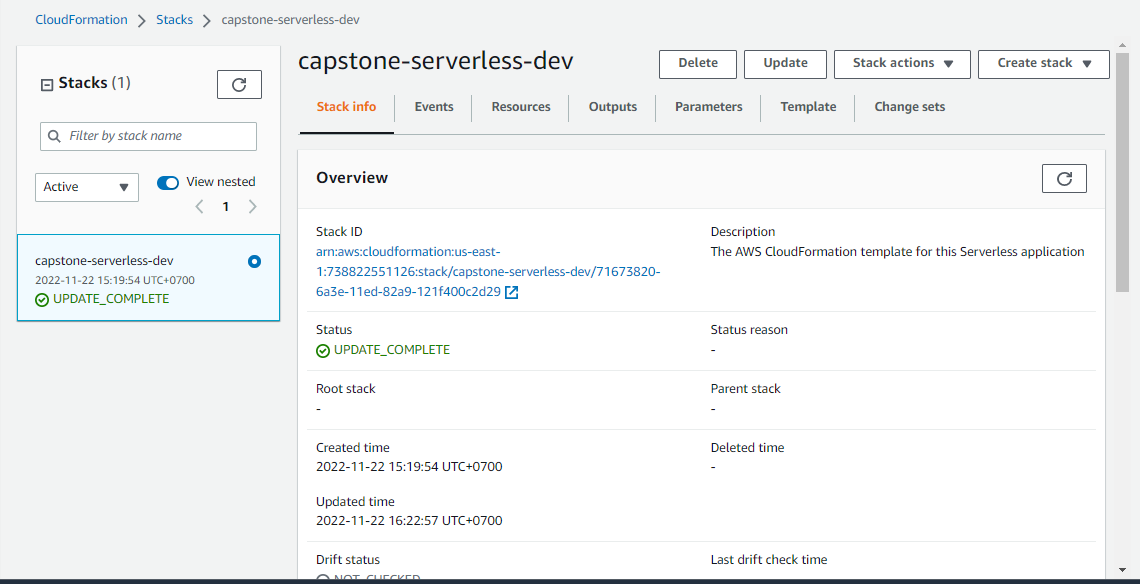 CloudFormation
Stacks
capstone-serverless-dev
Stacks (1)
Filter by stack name
Active
View nested
1
capstone-serverless-dev
2022-11-22 15:19:54 UTC+0700
UPDATE_COMPLETE
capstone-serverless-dev
Delete
Update
Stack actions
Create stack
Stack info
Events
Resources
Outputs
Parameters
Template
Change sets
Overview
Stack ID
arn:aws:cloudformation:us-east-
1:738822551126:stack/capstone-serverless-dev/71673820-
6a3e-11ed-82a9-121f400c2d29
Description
The AWS CloudFormation template for this Serverless application
Status
UPDATE_COMPLETE
Status reason
-
Root stack
-
Parent stack
-
Created time
2022-11-22 15:19:54 UTC+0700
Deleted time
-
Updated time
2022-11-22 16:22:57 UTC+0700
Drift status
NOT_CHECKED
Last drift check time